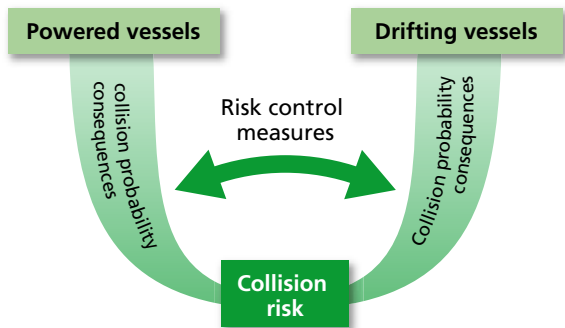 Powered vessels
Drifting vessels
collision probability
consequences
Risk control
measures
Collision probability
consequences
Collision
risk